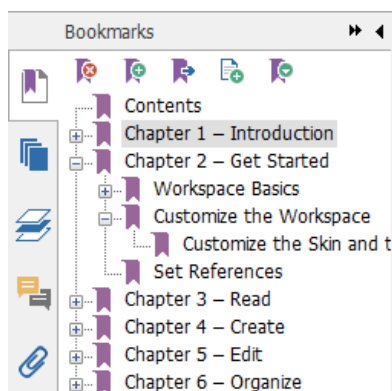 Bookmarks
Contents
Chapter 1 – Introduction
Chapter 2 – Get Started
Workspace Basics
Customize the Workspace
Customize the Skin and t
Set References
Chapter 3 – Read
Chapter 4 – Create
Chapter 5 – Edit
Chapter 6 – Organize